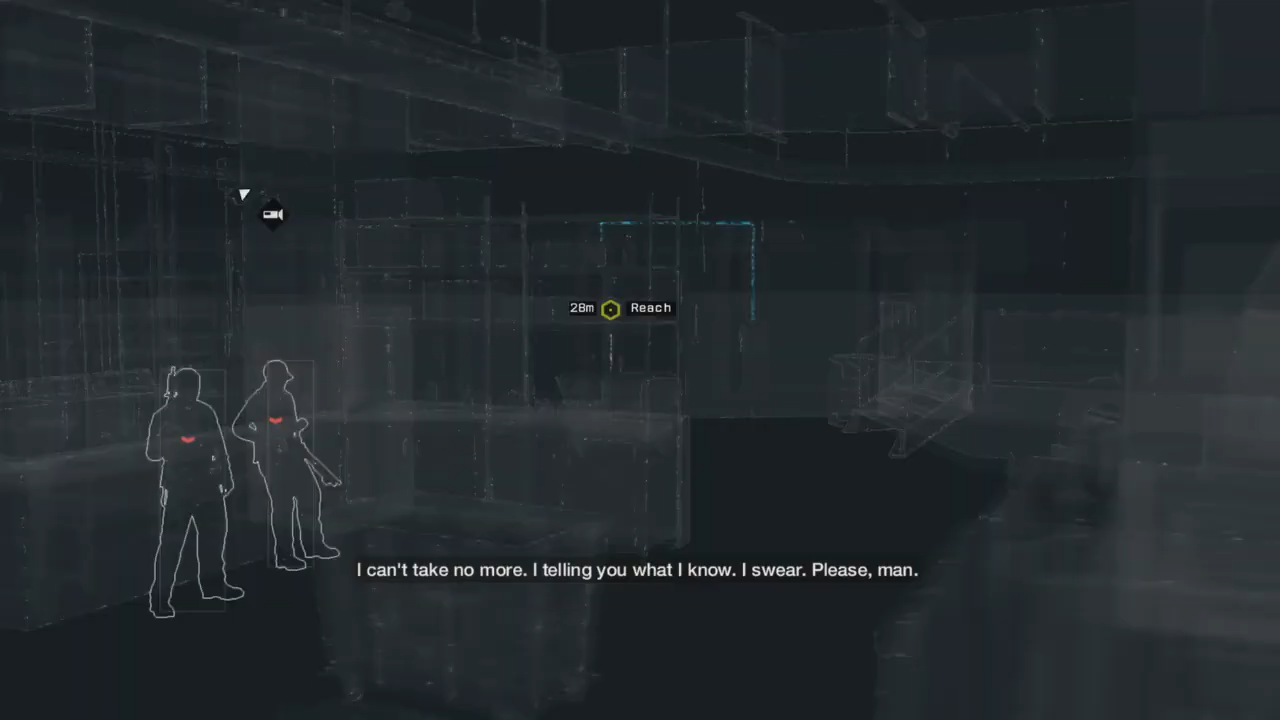 28m Reach
I can't take no more. I telling you what I know. I swear. Please, man.